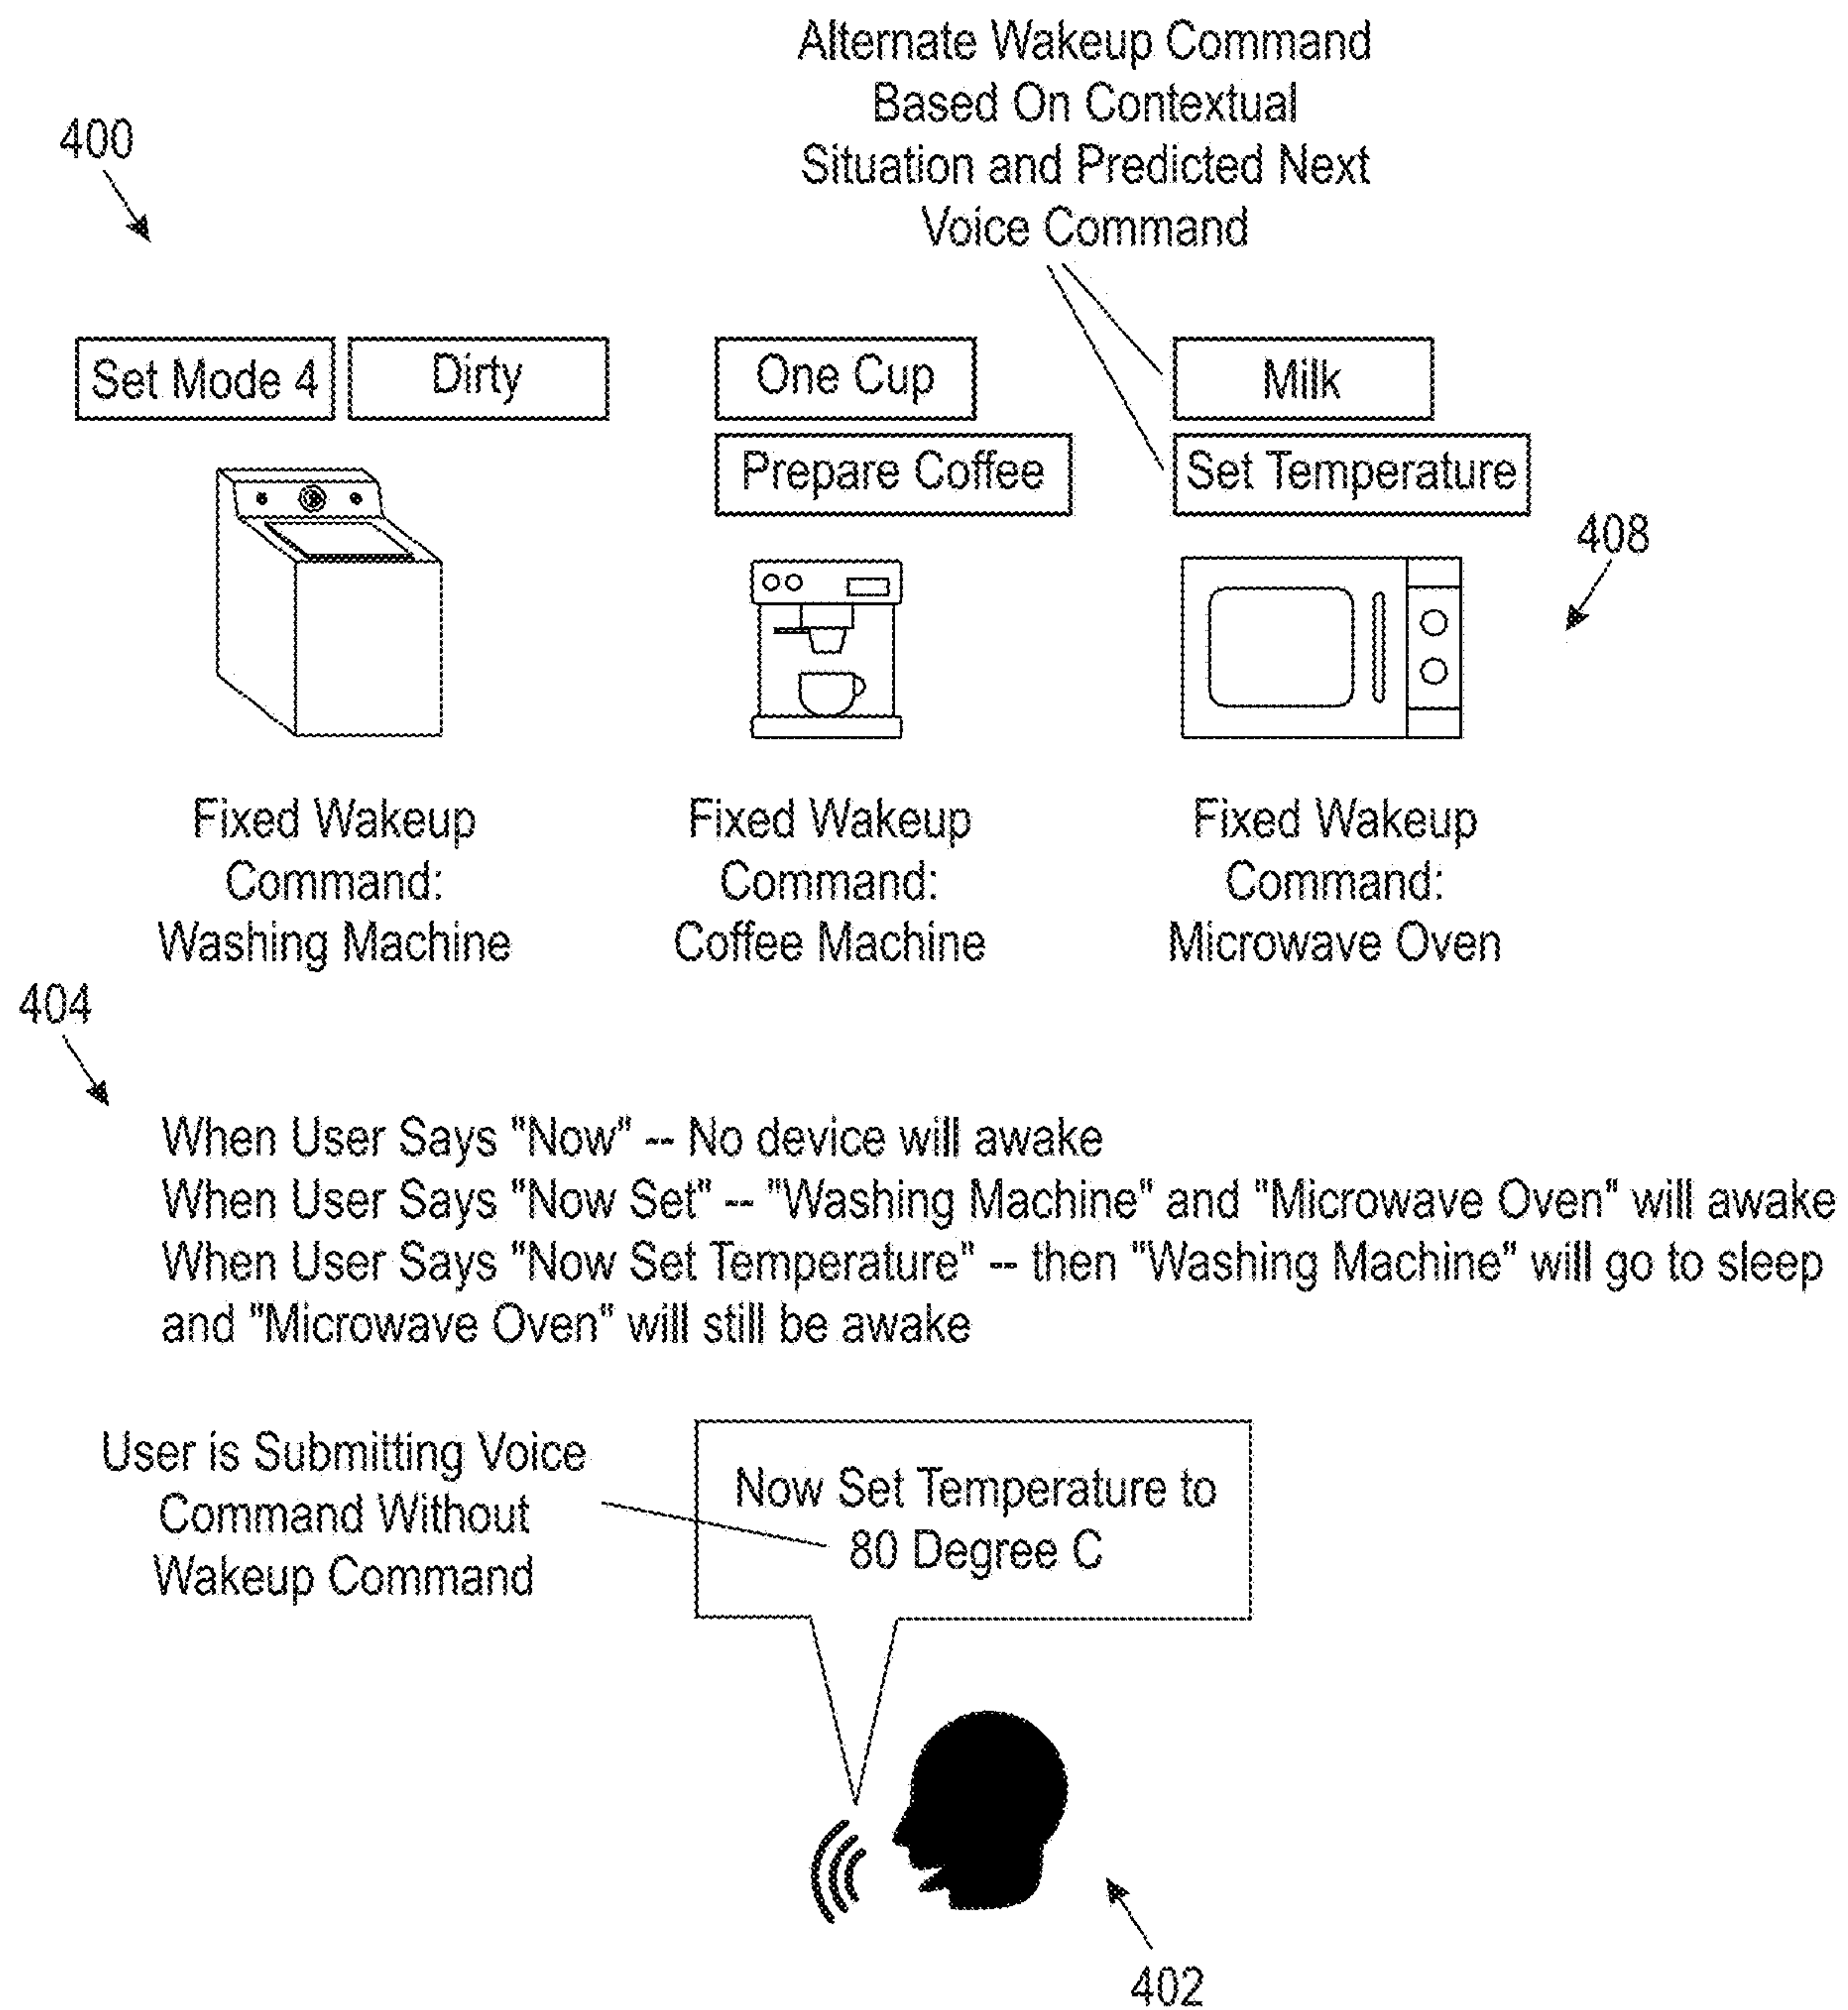 Alternate Wakeup Command
Based On Contextual
Situation and Predicted Next
Voice Command
400
Set Mode 4
Dirty
One Cup
Prepare Coffee
Milk
Set Temperature
408
Fixed Wakeup
Command:
Washing Machine
Fixed Wakeup
Command:
Coffee Machine
Fixed Wakeup
Command:
Microwave Oven
404
When User Says "Now" -- No device will awake
When User Says "Now Set" -- "Washing Machine" and "Microwave Oven" will awake
When User Says "Now Set Temperature" -- then "Washing Machine" will go to sleep
and "Microwave Oven" will still be awake
User is Submitting Voice
Command Without
Wakeup Command
Now Set Temperature to
80 Degree C
402